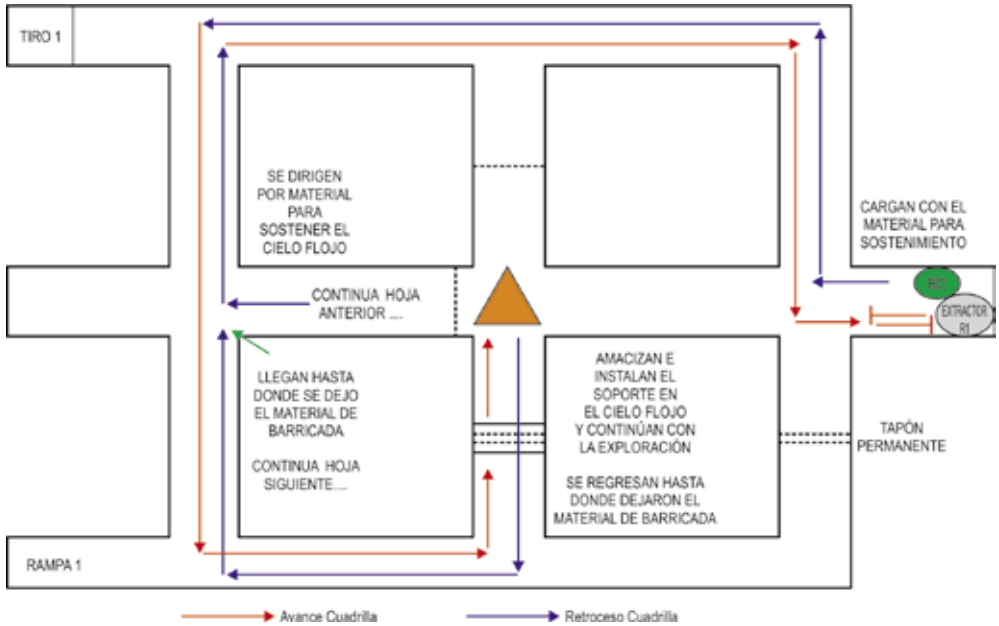 TIRO 1
SE DIRIGEN
POR MATERIAL
PARA
SOSTENER EL
CIELO FLOJO
CARGAN CON EL
MATERIAL PARA
SOSTENIMIENTO
CONTINUA HOJA
ANTERIOR ....
EXTRACTOR
R1
LLEGAN HASTA
DONDE SE DEJO
EL MATERIAL DE
BARRICADA
CONTINUA HOJA
SIGUIENTE....
AMACIZAN E
INSTALAN EL
SOPORTE EN
EL CIELO FLOJO
Y CONTINÚAN CON
LA EXPLORACIÓN
SE REGRESAN HASTA
DONDE DEJARON EL
MATERIAL DE BARRICADA
TAPÓN
PERMANENTE
RAMPA 1
Avance Cuadrilla
Retroceso Cuadrilla